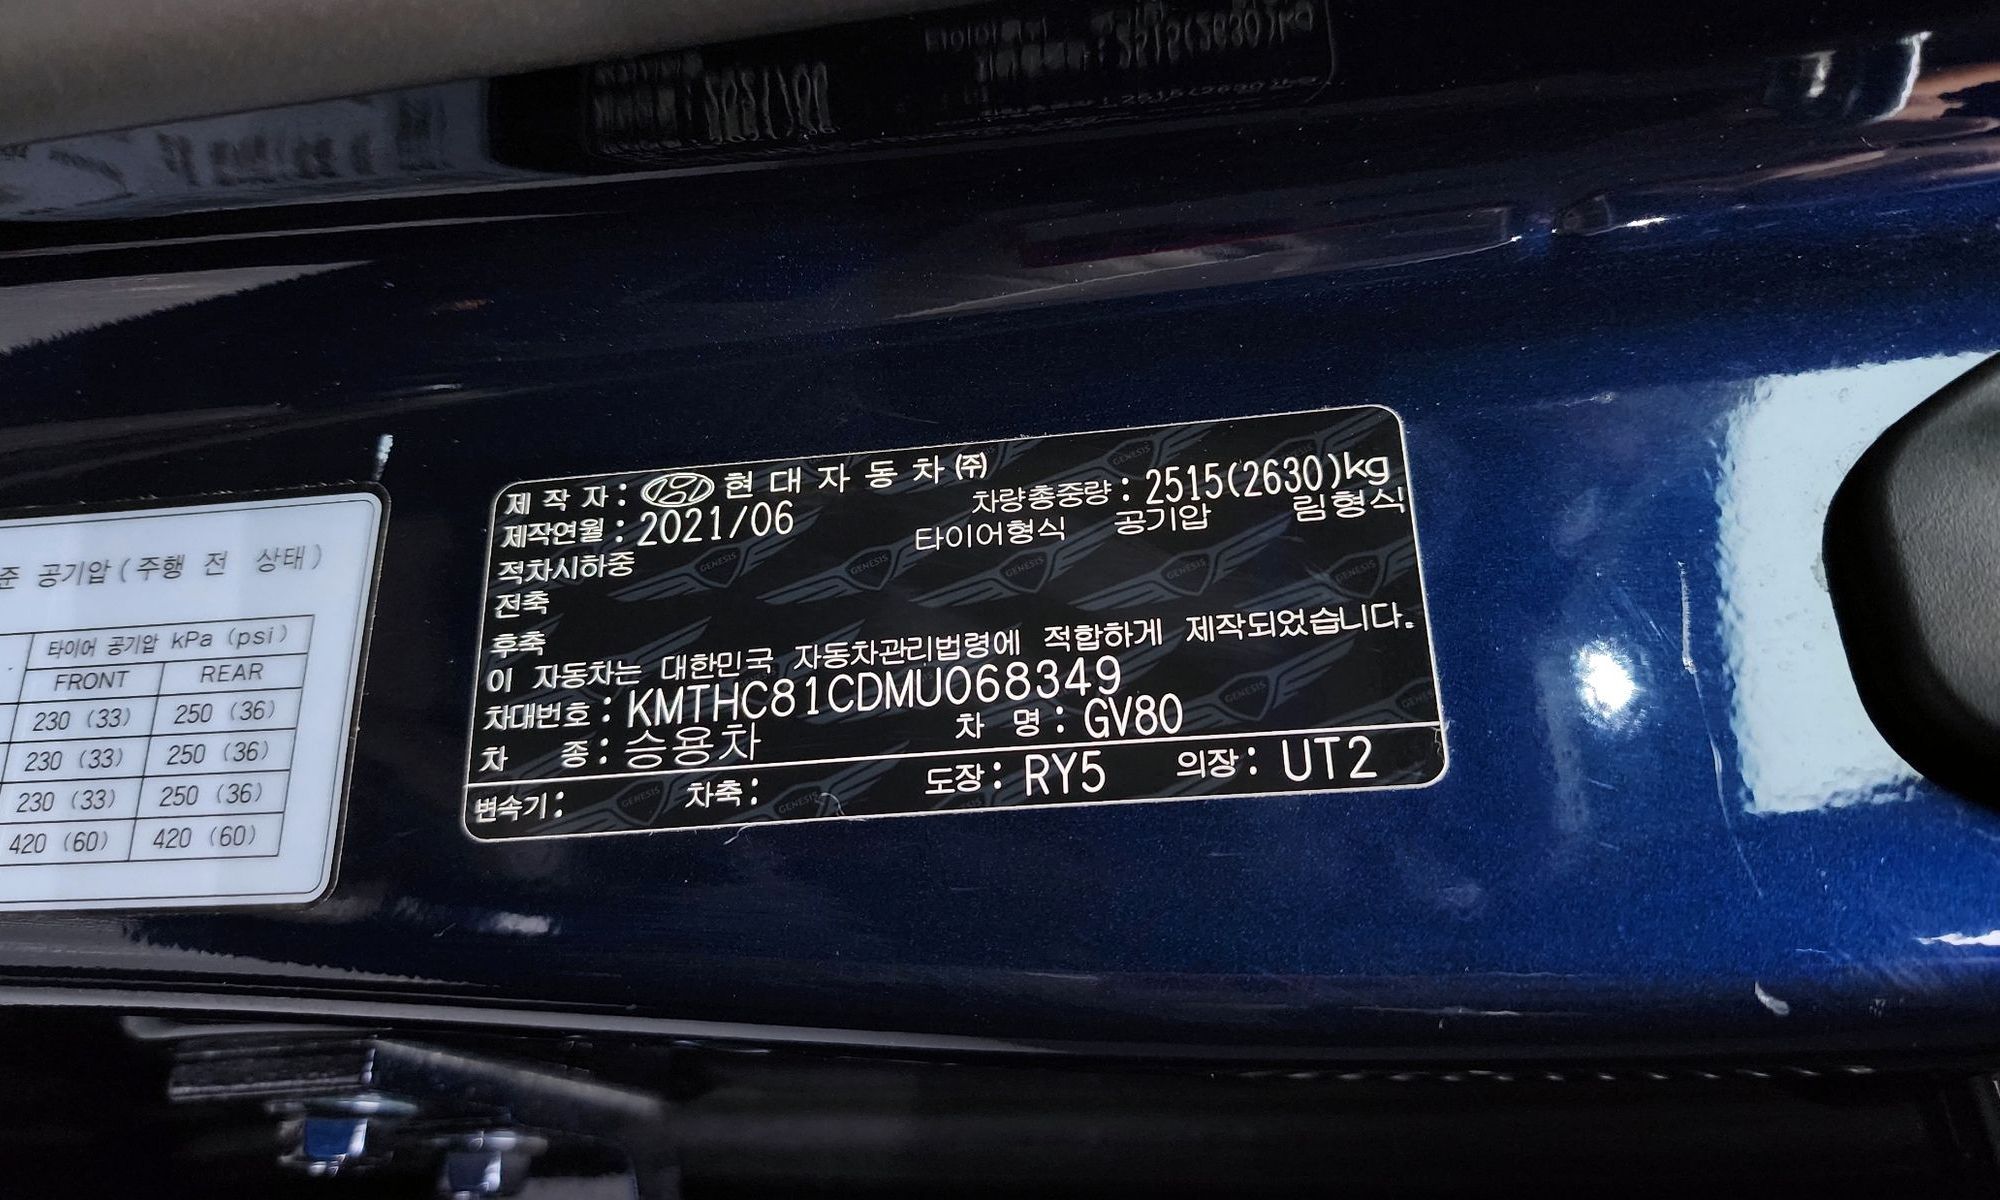 준 공기압(주행 전 상태)
타이어 공기압 kPa (psi)
FRONT REAR
230 (33) 250 (36)
230 (33) 250 (36)
230 (33) 250 (36)
420 (60) 420 (60)
제 작 자 : 현 대 자 동 차 ㈜
제작연월 : 2021/06 차량총중량 : 2515(2630)kg
적차시하중 타이어형식 공기압 림형식
전축
후축
이 자동차는 대한민국 자동차관리법령에 적합하게 제작되었습니다.
차대번호 : KMTHC81CDMU068349
차 종 : 승용차 차 명 : GV80
변속기 : 차축 : 도장 : RY5 의장 : UT2
GENESIS